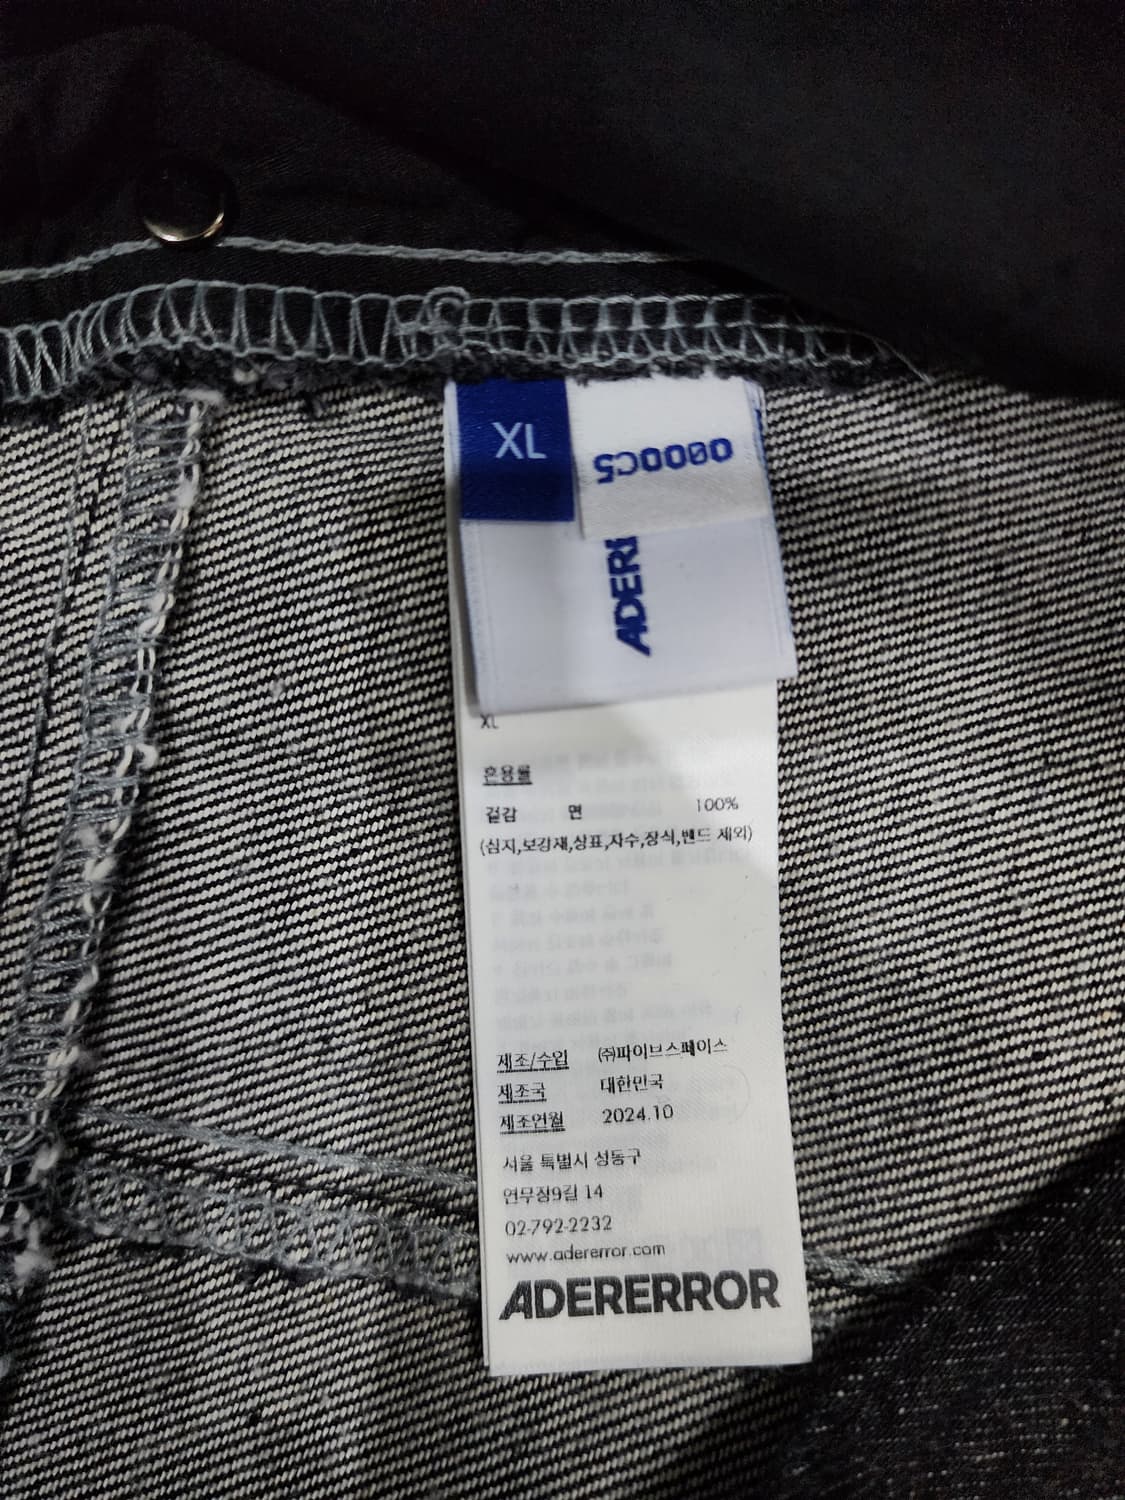 XL
0000C5
ADER
XL
혼용률
겉감 면 100%
(심지,보강재,상표,자수,장식,밴드 제외)
제조/수입 ㈜파이브스페이스
제조국 대한민국
제조연월 2024.10
서울 특별시 성동구
연무장9길 14
02-792-2232
www.adererror.com
ADERERROR